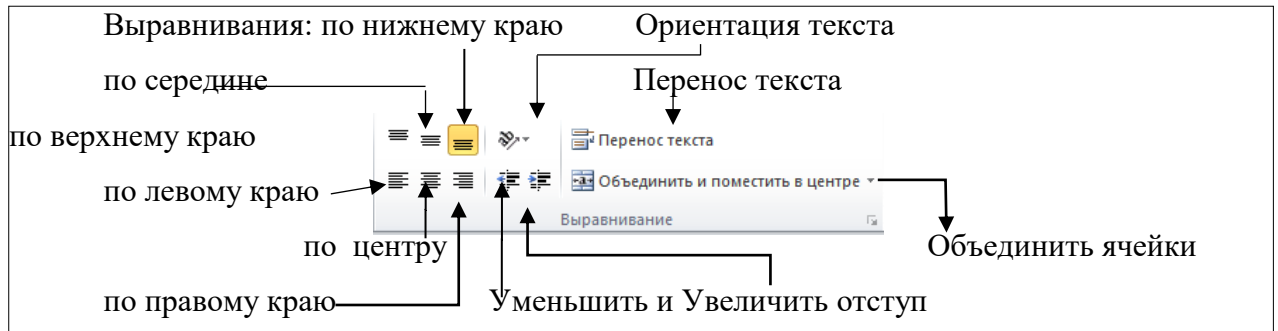 Выравнивания: по нижнему краю Ориентация текста
по середине Перенос текста
по верхнему краю Перенос текста
по левому краю Объединить и поместить в центре
Выравнивание
по центру Объединить ячейки
по правому краю Уменьшить и Увеличить отступ